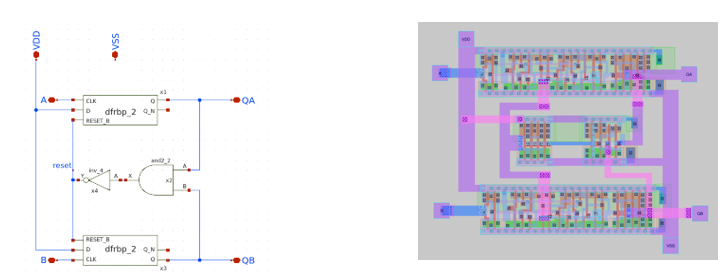 VDD
VSS
A
x1
CLK
Q
QA
D
Q_N
dfrbp_2
RESET_B
reset
inv_4
Y
A
X
x4
and2_2
A
x2
B
RESET_B
D
Q_N
dfrbp_2
B
CLK
Q
QB
x3
VDD
A
QA
B
QB
VSS